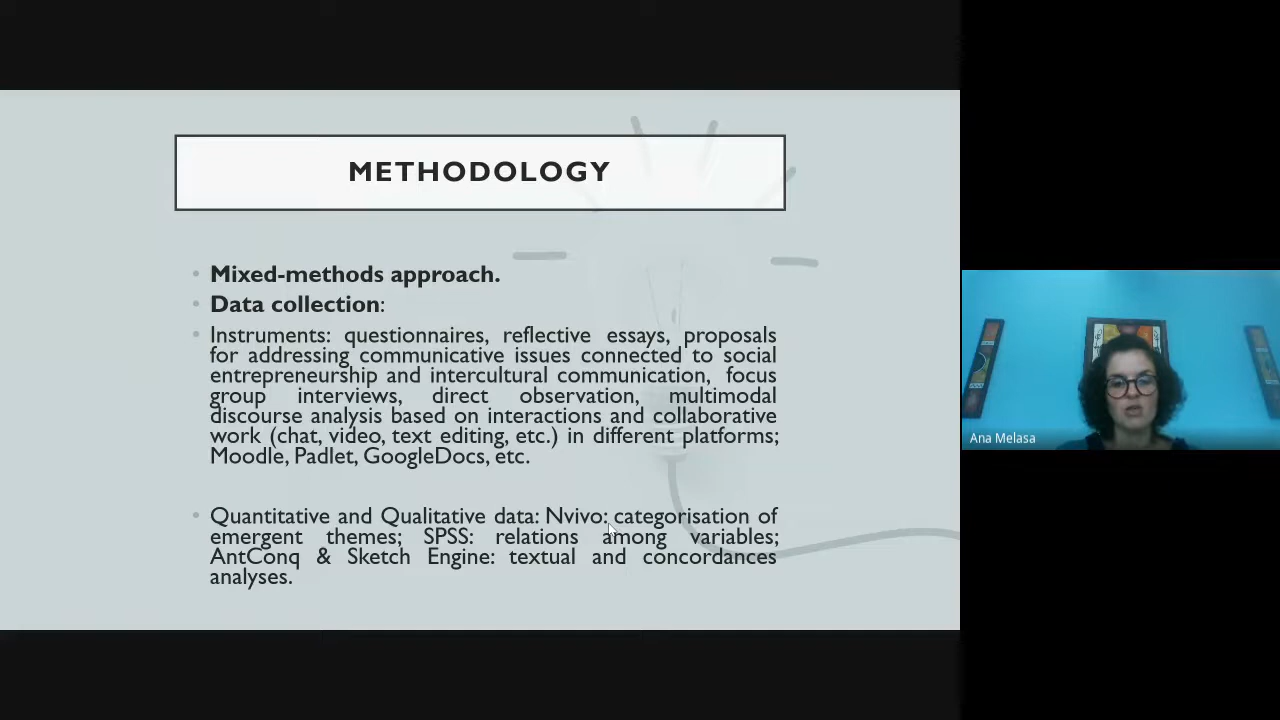 METHODOLOGY
• Mixed-methods approach.
• Data collection:
• Instruments: questionnaires, reflective essays, proposals
for addressing communicative issues connected to social
entrepreneurship and intercultural communication, focus
group interviews, direct observation, multimodal
discourse analysis based on interactions and collaborative
work (chat, video, text editing, etc.) in different platforms;
Moodle, Padlet, GoogleDocs, etc.
• Quantitative and Qualitative data: Nvivo: categorisation of
emergent themes; SPSS: relations among variables;
AntConq & Sketch Engine: textual and concordances
analyses.
Ana Melasa